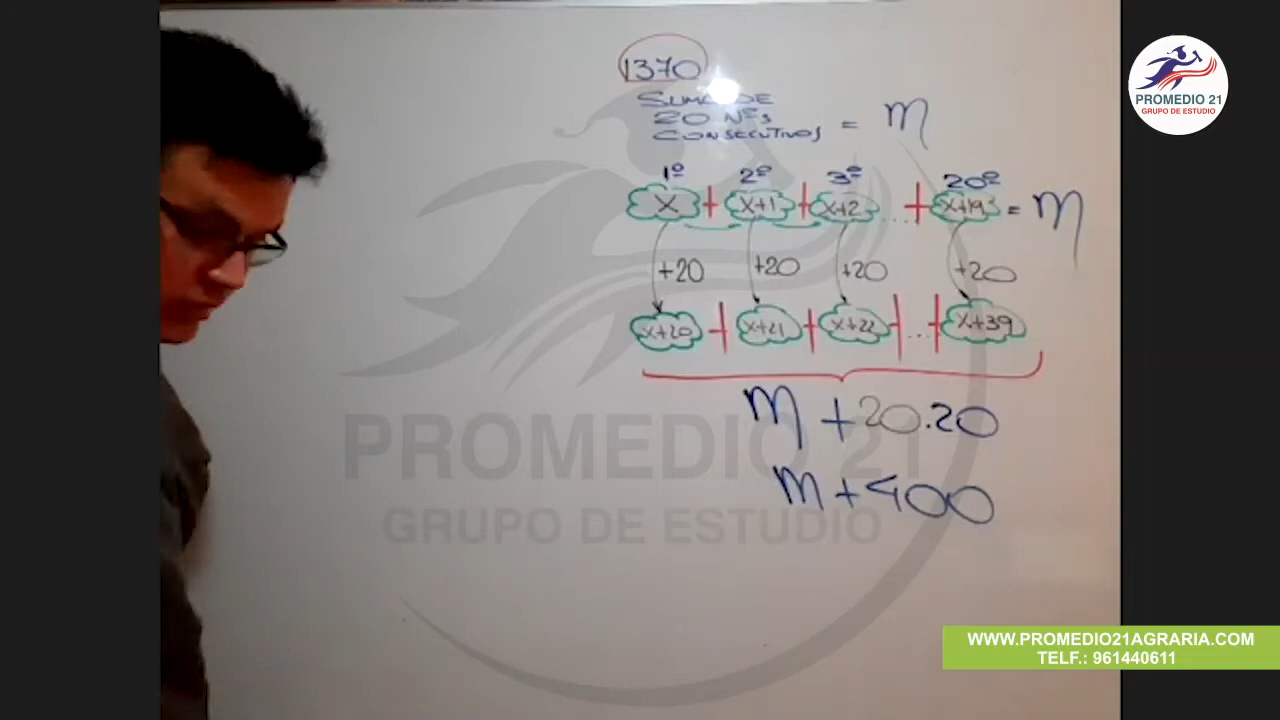 1370
SUMA DE
20 Nº.s
CONSECUTIVOS = m
1º 2º 3º 20º
x + x+1 + x+2 ... + x+19 = m
+20 +20 +20 +20
x+20 + x+21 + x+22 + ... + x+39
m + 20.20
m + 400
PROMEDIO 21
GRUPO DE ESTUDIO
PROMEDIO 21
GRUPO DE ESTUDIO
WWW.PROMEDIO21AGRARIA.COM
TELF.: 961440611